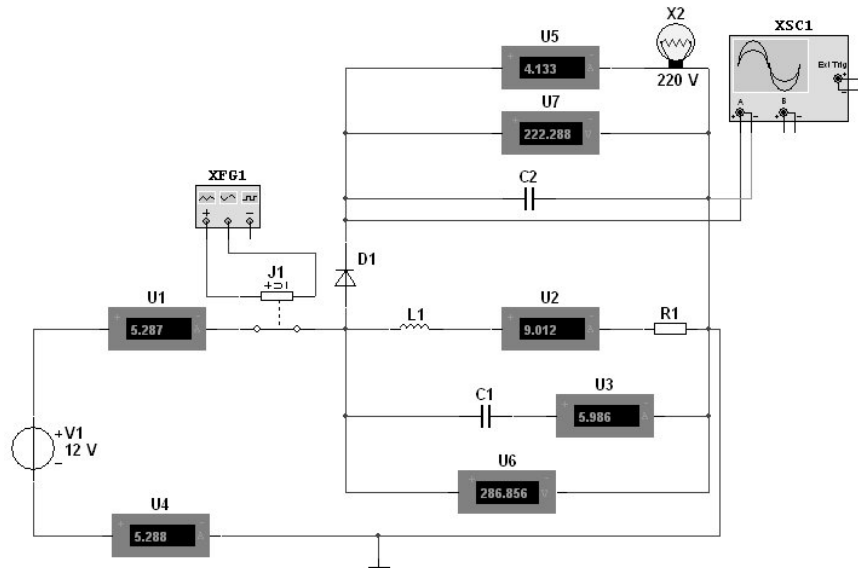 X2
XSC1
U5
4.133
A
220 V
Ext Trig
U7
222.288
V
A
B
C2
XFG1
D1
J1
U1
5.287
A
L1
U2
9.012
A
R1
C1
U3
5.986
A
V1
12 V
U6
286.856
V
U4
5.288
A